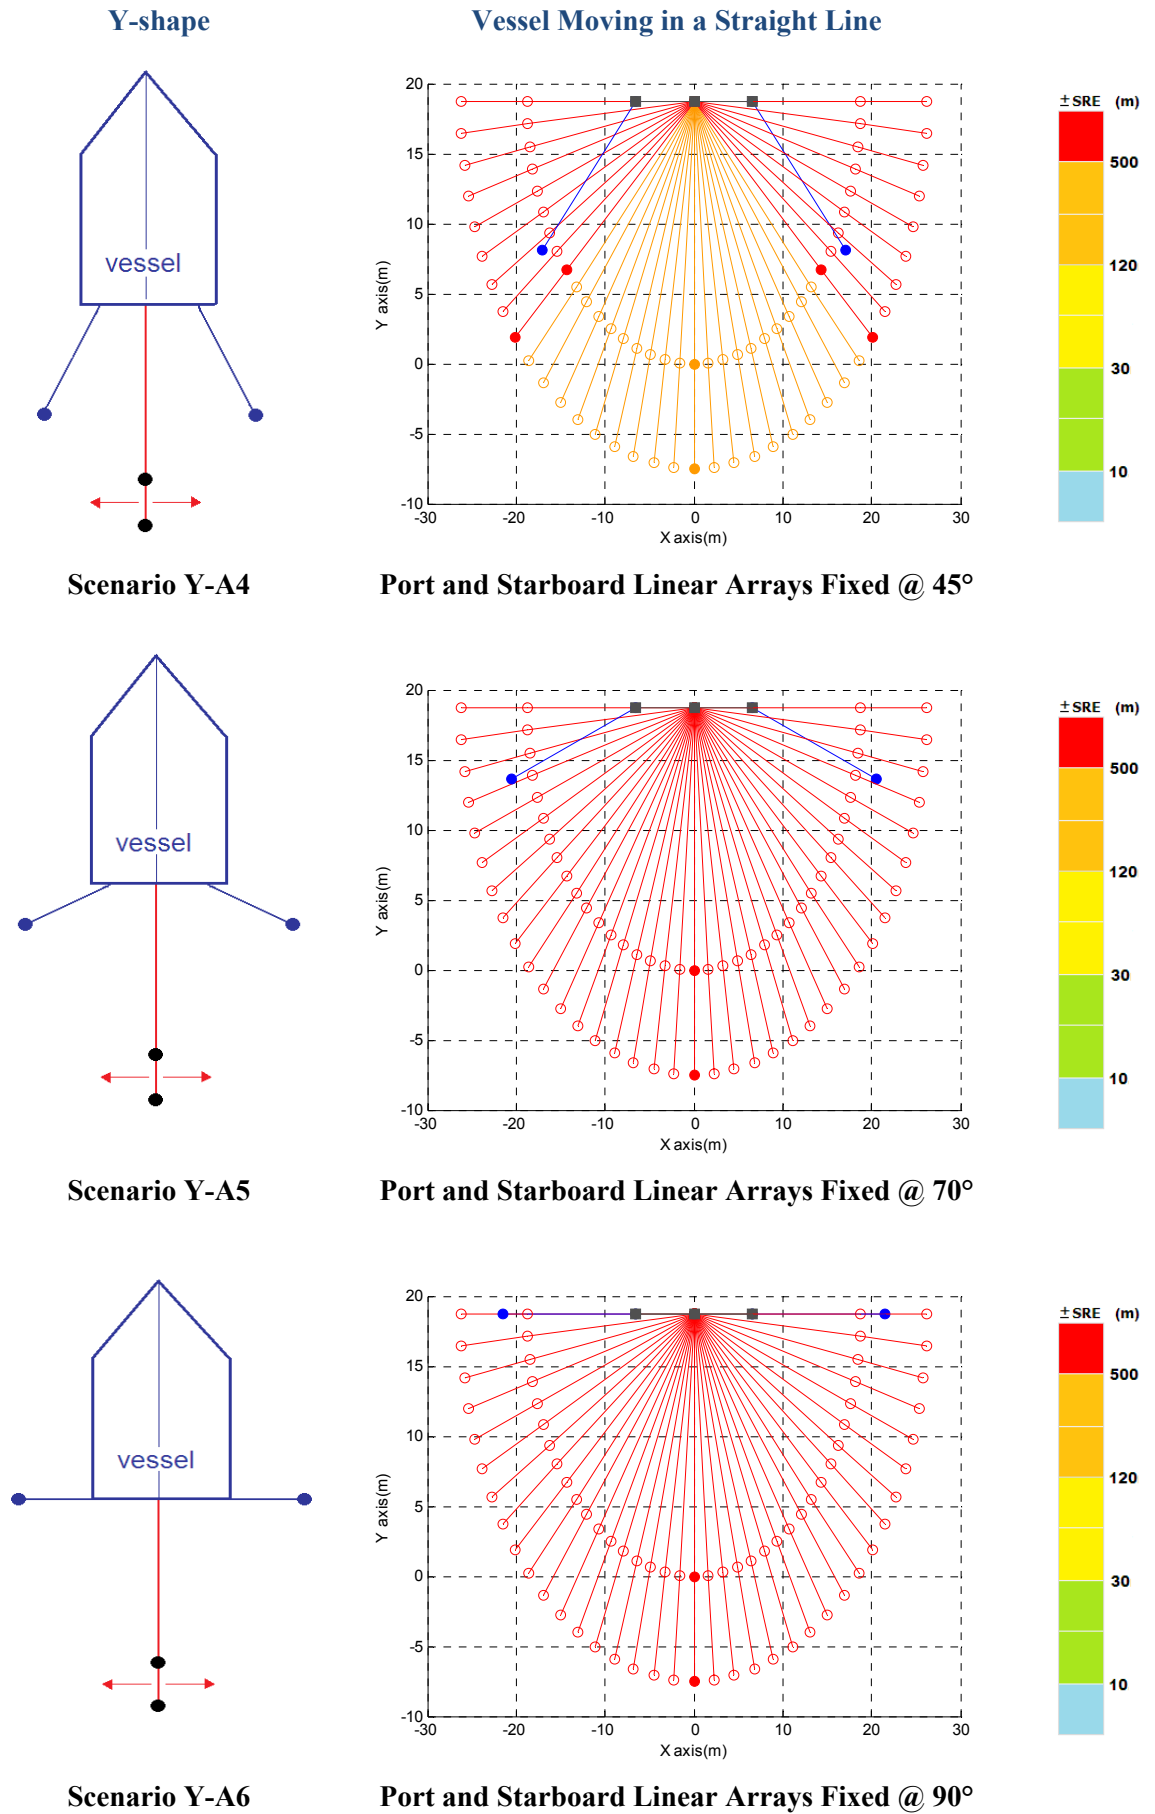 Y-shape
Vessel Moving in a Straight Line
vessel
20
15
10
5
0
-5
-10
Y axis(m)
-30 -20 -10 0 10 20 30
X axis(m)
±SRE (m)
500
120
30
10
Scenario Y-A4
Port and Starboard Linear Arrays Fixed @ 45°
vessel
20
15
10
5
0
-5
-10
Y axis(m)
-30 -20 -10 0 10 20 30
X axis(m)
±SRE (m)
500
120
30
10
Scenario Y-A5
Port and Starboard Linear Arrays Fixed @ 70°
vessel
20
15
10
5
0
-5
-10
Y axis(m)
-30 -20 -10 0 10 20 30
X axis(m)
±SRE (m)
500
120
30
10
Scenario Y-A6
Port and Starboard Linear Arrays Fixed @ 90°